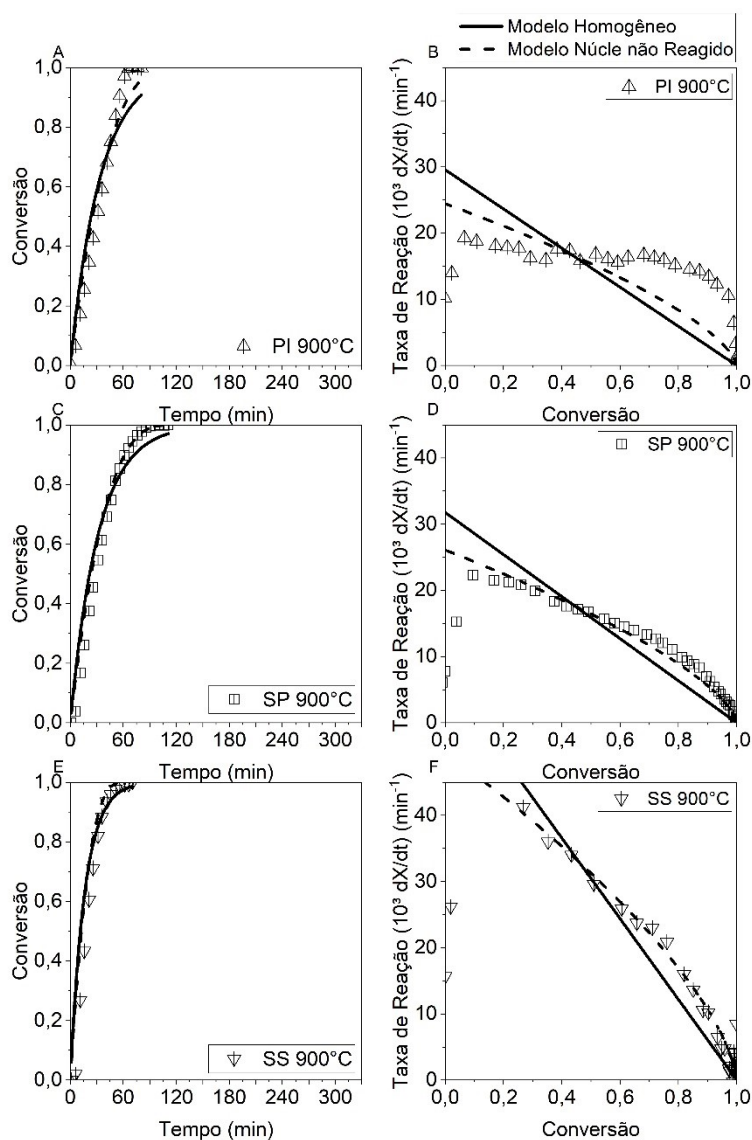 Modelo Homogêneo
Modelo Núcle não Reagido
A
1,0
0,8
0,6
0,4
0,2
0,0
Conversão
PI 900°C
0 60 120 180 240 300
Tempo (min)
B
40
30
20
10
0
Taxa de Reação (10³ dX/dt) (min⁻¹)
PI 900°C
0,0 0,2 0,4 0,6 0,8 1,0
Conversão
C
1,0
0,8
0,6
0,4
0,2
0,0
Conversão
SP 900°C
0 60 120 180 240 300
Tempo (min)
D
40
30
20
10
0
Taxa de Reação (10³ dX/dt) (min⁻¹)
SP 900°C
0,0 0,2 0,4 0,6 0,8 1,0
Conversão
E
1,0
0,8
0,6
0,4
0,2
0,0
Conversão
SS 900°C
0 60 120 180 240 300
Tempo (min)
F
40
30
20
10
0
Taxa de Reação (10³ dX/dt) (min⁻¹)
SS 900°C
0,0 0,2 0,4 0,6 0,8 1,0
Conversão